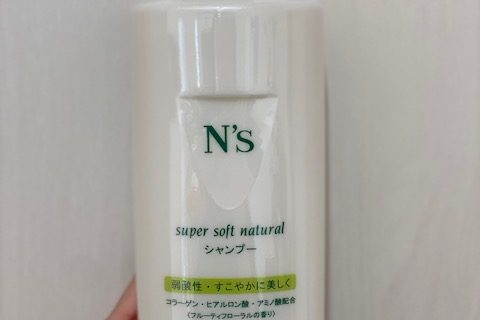 N's
super soft natural
シャンプー
弱酸性・すこやかに美しく
コラーゲン・ヒアルロン酸・アミノ酸配合
〈フルーティフローラルの香り〉